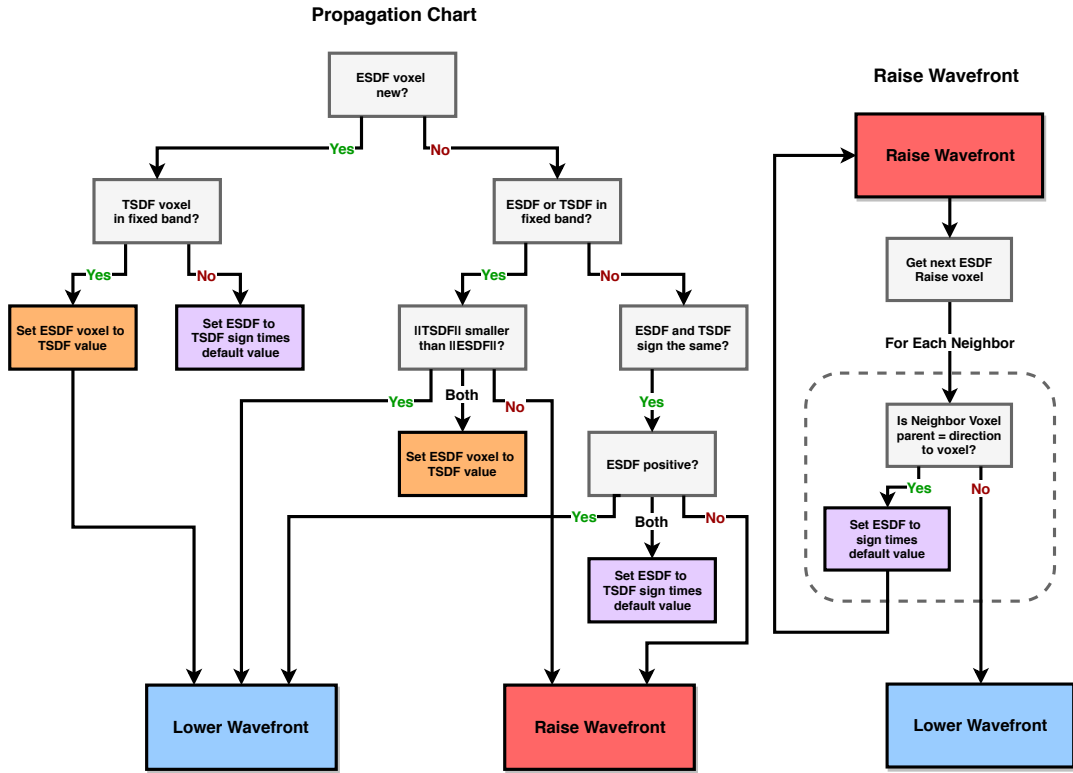 Propagation Chart
ESDF voxel
new?
Yes
No
TSDF voxel
in fixed band?
ESDF or TSDF in
fixed band?
Yes
No
Yes
No
Set ESDF voxel to
TSDF value
Set ESDF to
TSDF sign times
default value
||TSDF|| smaller
than ||ESDF||?
ESDF and TSDF
sign the same?
Yes
Both
No
Yes
Set ESDF voxel to
TSDF value
ESDF positive?
Yes
Both
No
Set ESDF to
TSDF sign times
default value
Lower Wavefront
Raise Wavefront
Raise Wavefront
Raise Wavefront
Get next ESDF
Raise voxel
For Each Neighbor
Is Neighbor Voxel
parent = direction
to voxel?
Yes
No
Set ESDF to
sign times
default value
Lower Wavefront